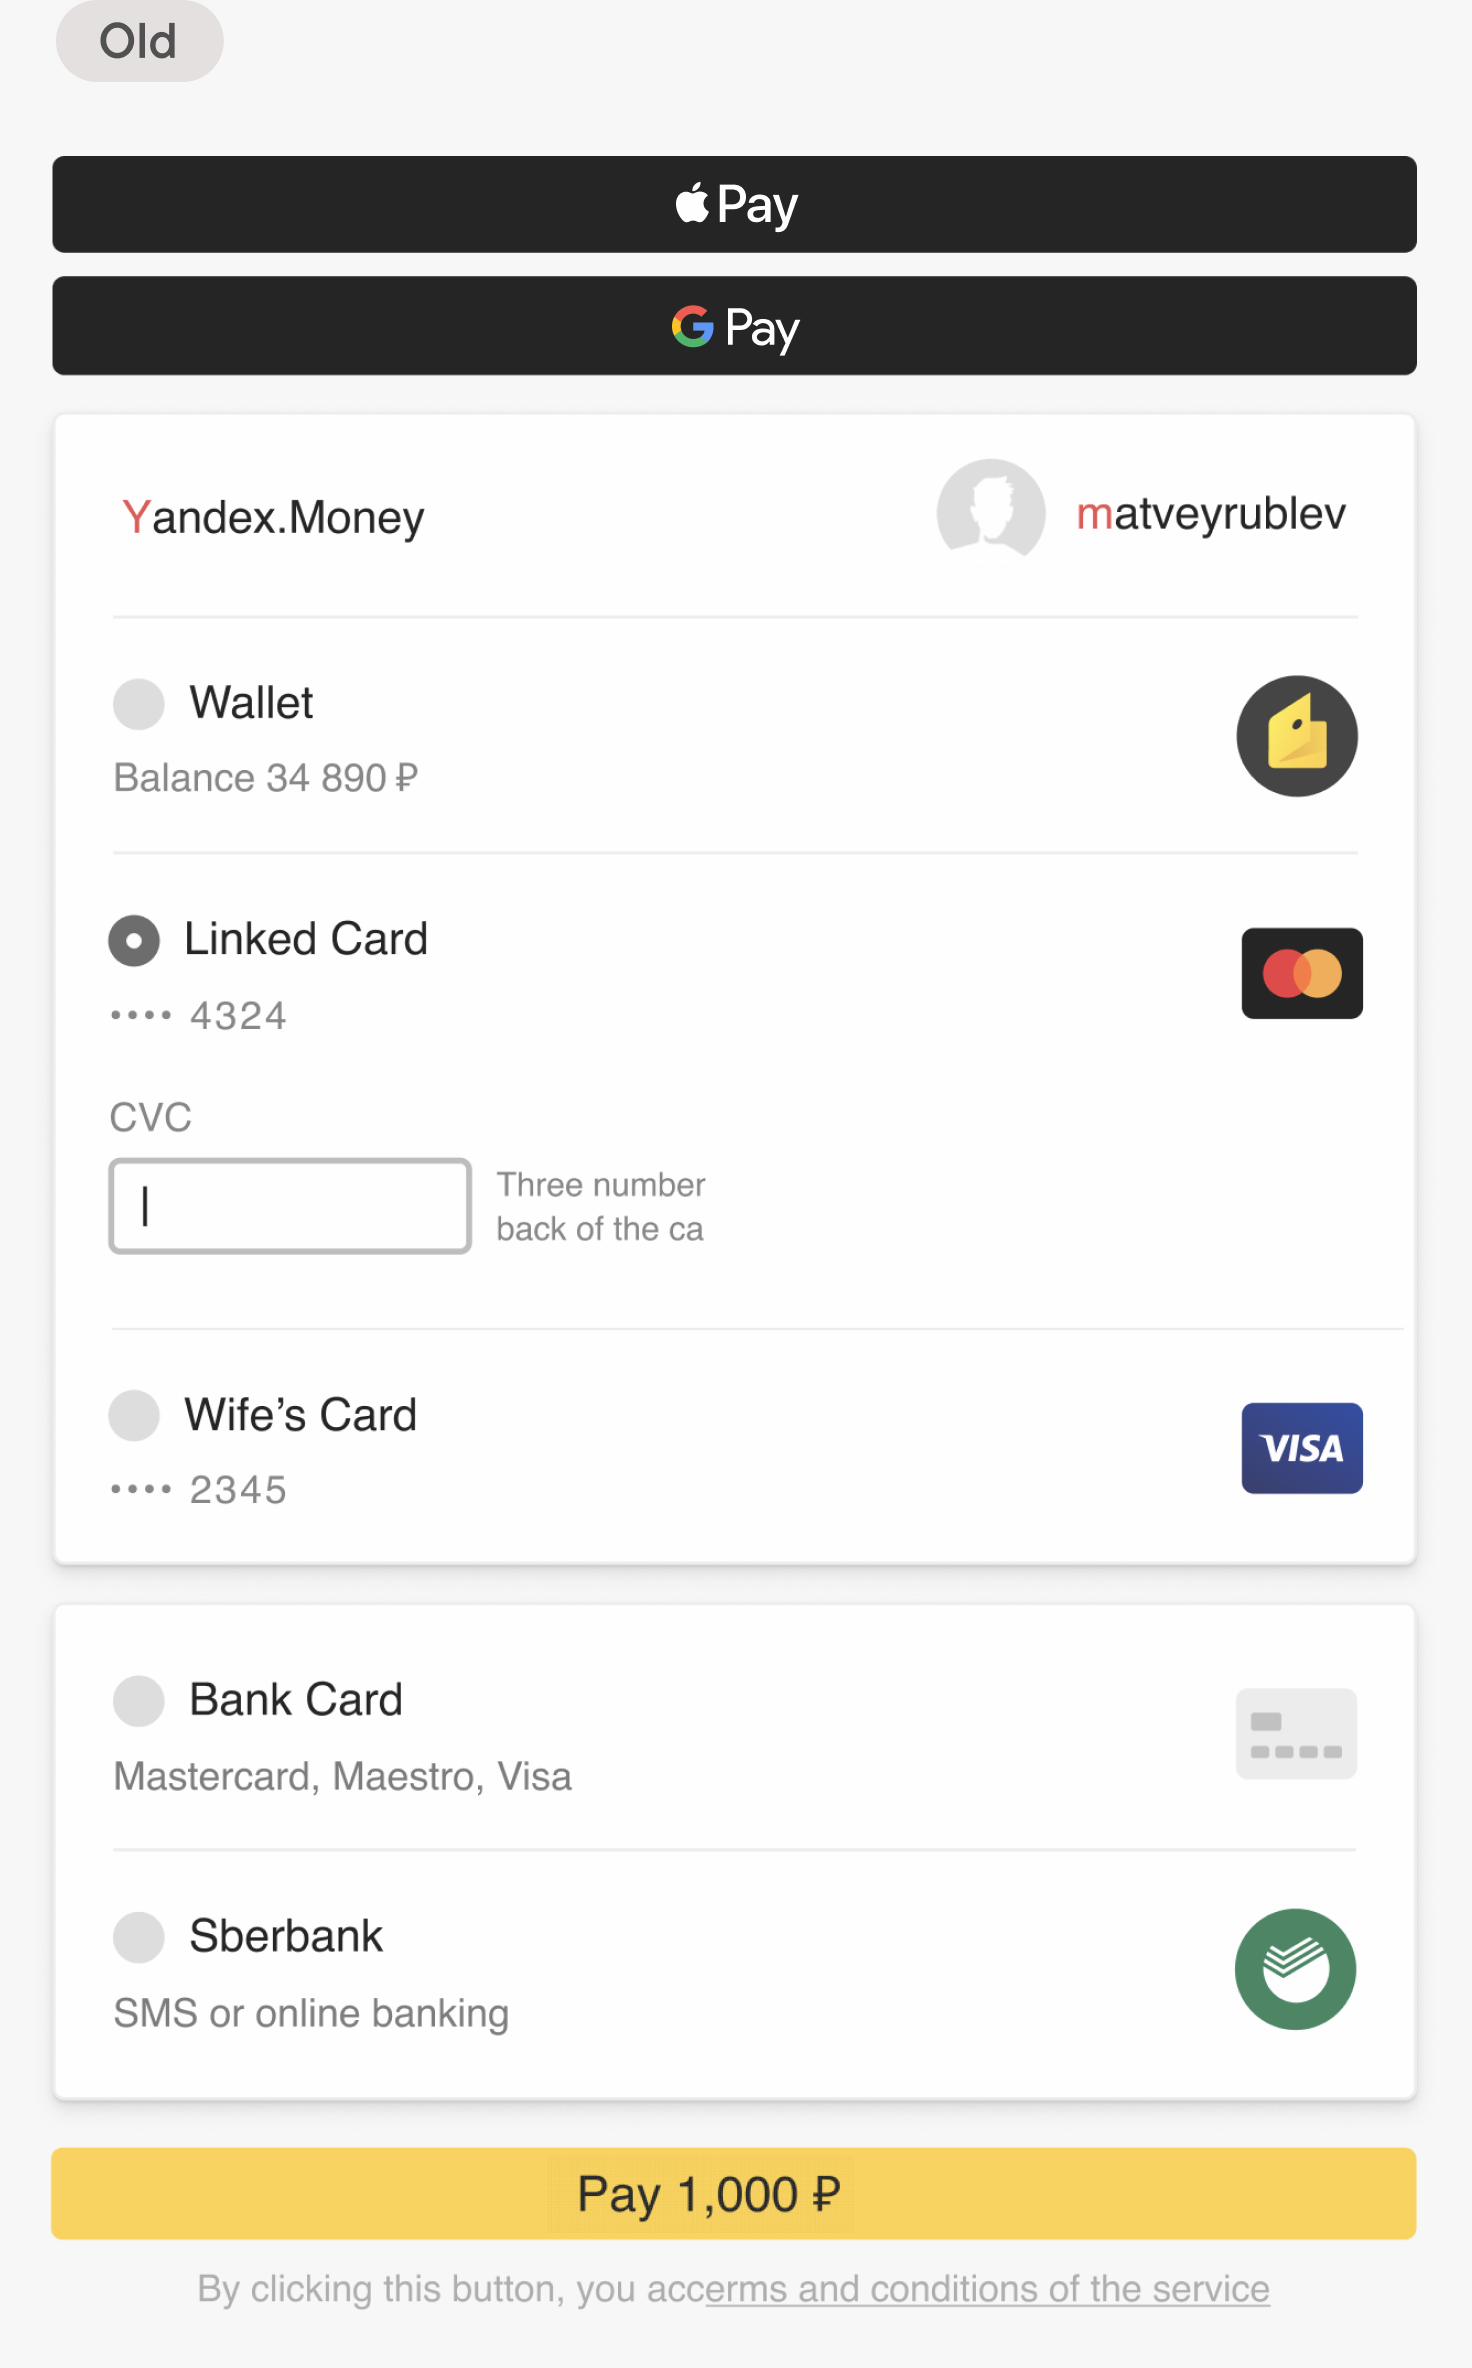 Old
Pay
G Pay
Yandex.Money
matveyrublev
Wallet
Balance 34 890 ₽
Linked Card
•••• 4324
CVC
Three number
back of the ca
Wife’s Card
VISA
•••• 2345
Bank Card
Mastercard, Maestro, Visa
Sberbank
SMS or online banking
Pay 1,000 ₽
By clicking this button, you accerms and conditions of the service